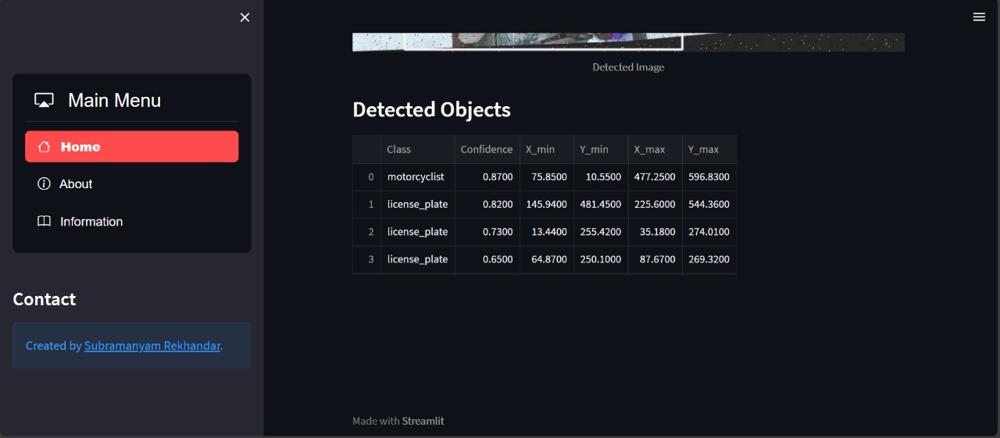 Main Menu
Home
About
Information
Contact
Created by Subramanyam Rekhandar.
Detected Image
Detected Objects
Class Confidence X_min Y_min X_max Y_max
0 motorcyclist 0.8700 75.8500 10.5500 477.2500 596.8300
1 license_plate 0.8200 145.9400 481.4500 225.6000 544.3600
2 license_plate 0.7300 13.4400 255.4200 35.1800 274.0100
3 license_plate 0.6500 64.8700 250.1000 87.6700 269.3200
Made with Streamlit